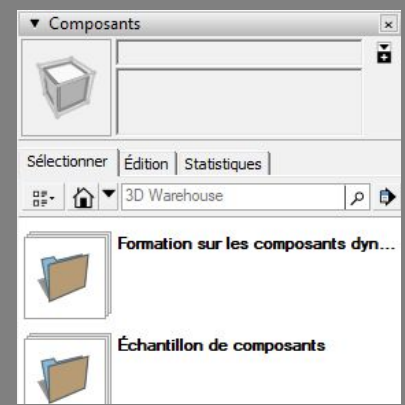 Composants
Sélectionner Édition Statistiques
3D Warehouse
Formation sur les composants dyn...
Échantillon de composants